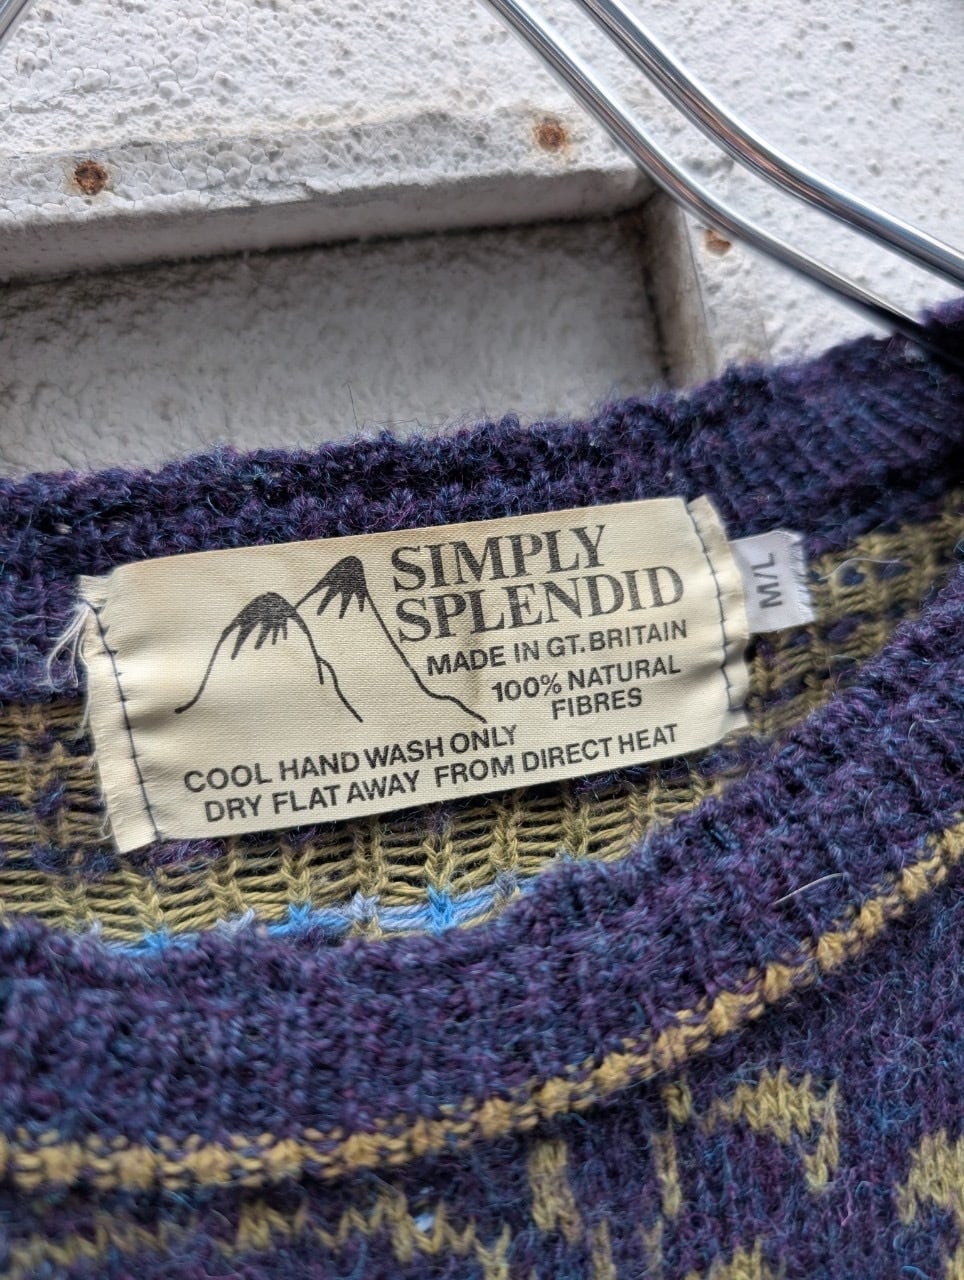 SIMPLY
SPLENDID
MADE IN GT. BRITAIN
100% NATURAL
FIBRES
COOL HAND WASH ONLY
DRY FLAT AWAY FROM DIRECT HEAT
M/L